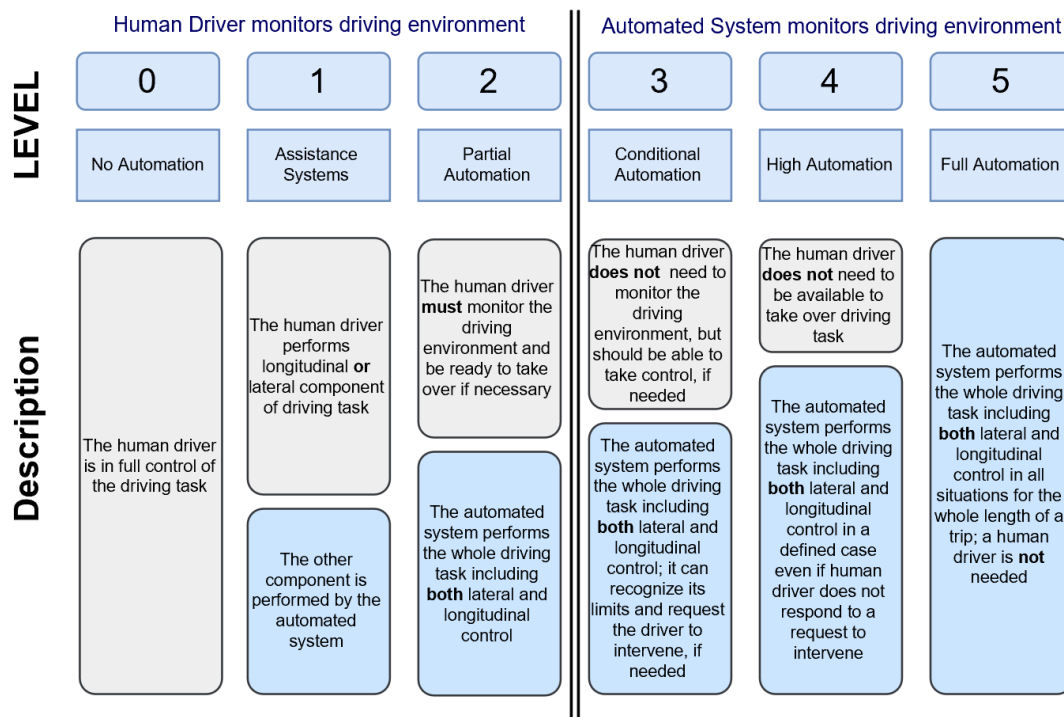 Human Driver monitors driving environment
Automated System monitors driving environment
LEVEL
0
1
2
3
4
5
No Automation
Assistance
Systems
Partial
Automation
Conditional
Automation
High Automation
Full Automation
Description
The human driver
is in full control of
the driving task
The human driver
performs
longitudinal or
lateral component
of driving task
The other
component is
performed by the
automated
system
The human driver
must monitor the
driving
environment and
be ready to take
over if necessary
The automated
system performs
the whole driving
task including
both lateral and
longitudinal
control
The human driver
does not need to
monitor the
driving
environment, but
should be able to
take control, if
needed
The automated
system performs
the whole driving
task including
both lateral and
longitudinal
control; it can
recognize its
limits and request
the driver to
intervene, if
needed
The human driver
does not need to
be available to
take over driving
task
The automated
system performs
the whole driving
task including
both lateral and
longitudinal
control in a
defined case
even if human
driver does not
respond to a
request to
intervene
The automated
system performs
the whole driving
task including
both lateral and
longitudinal
control in all
situations for the
whole length of a
trip; a human
driver is not
needed